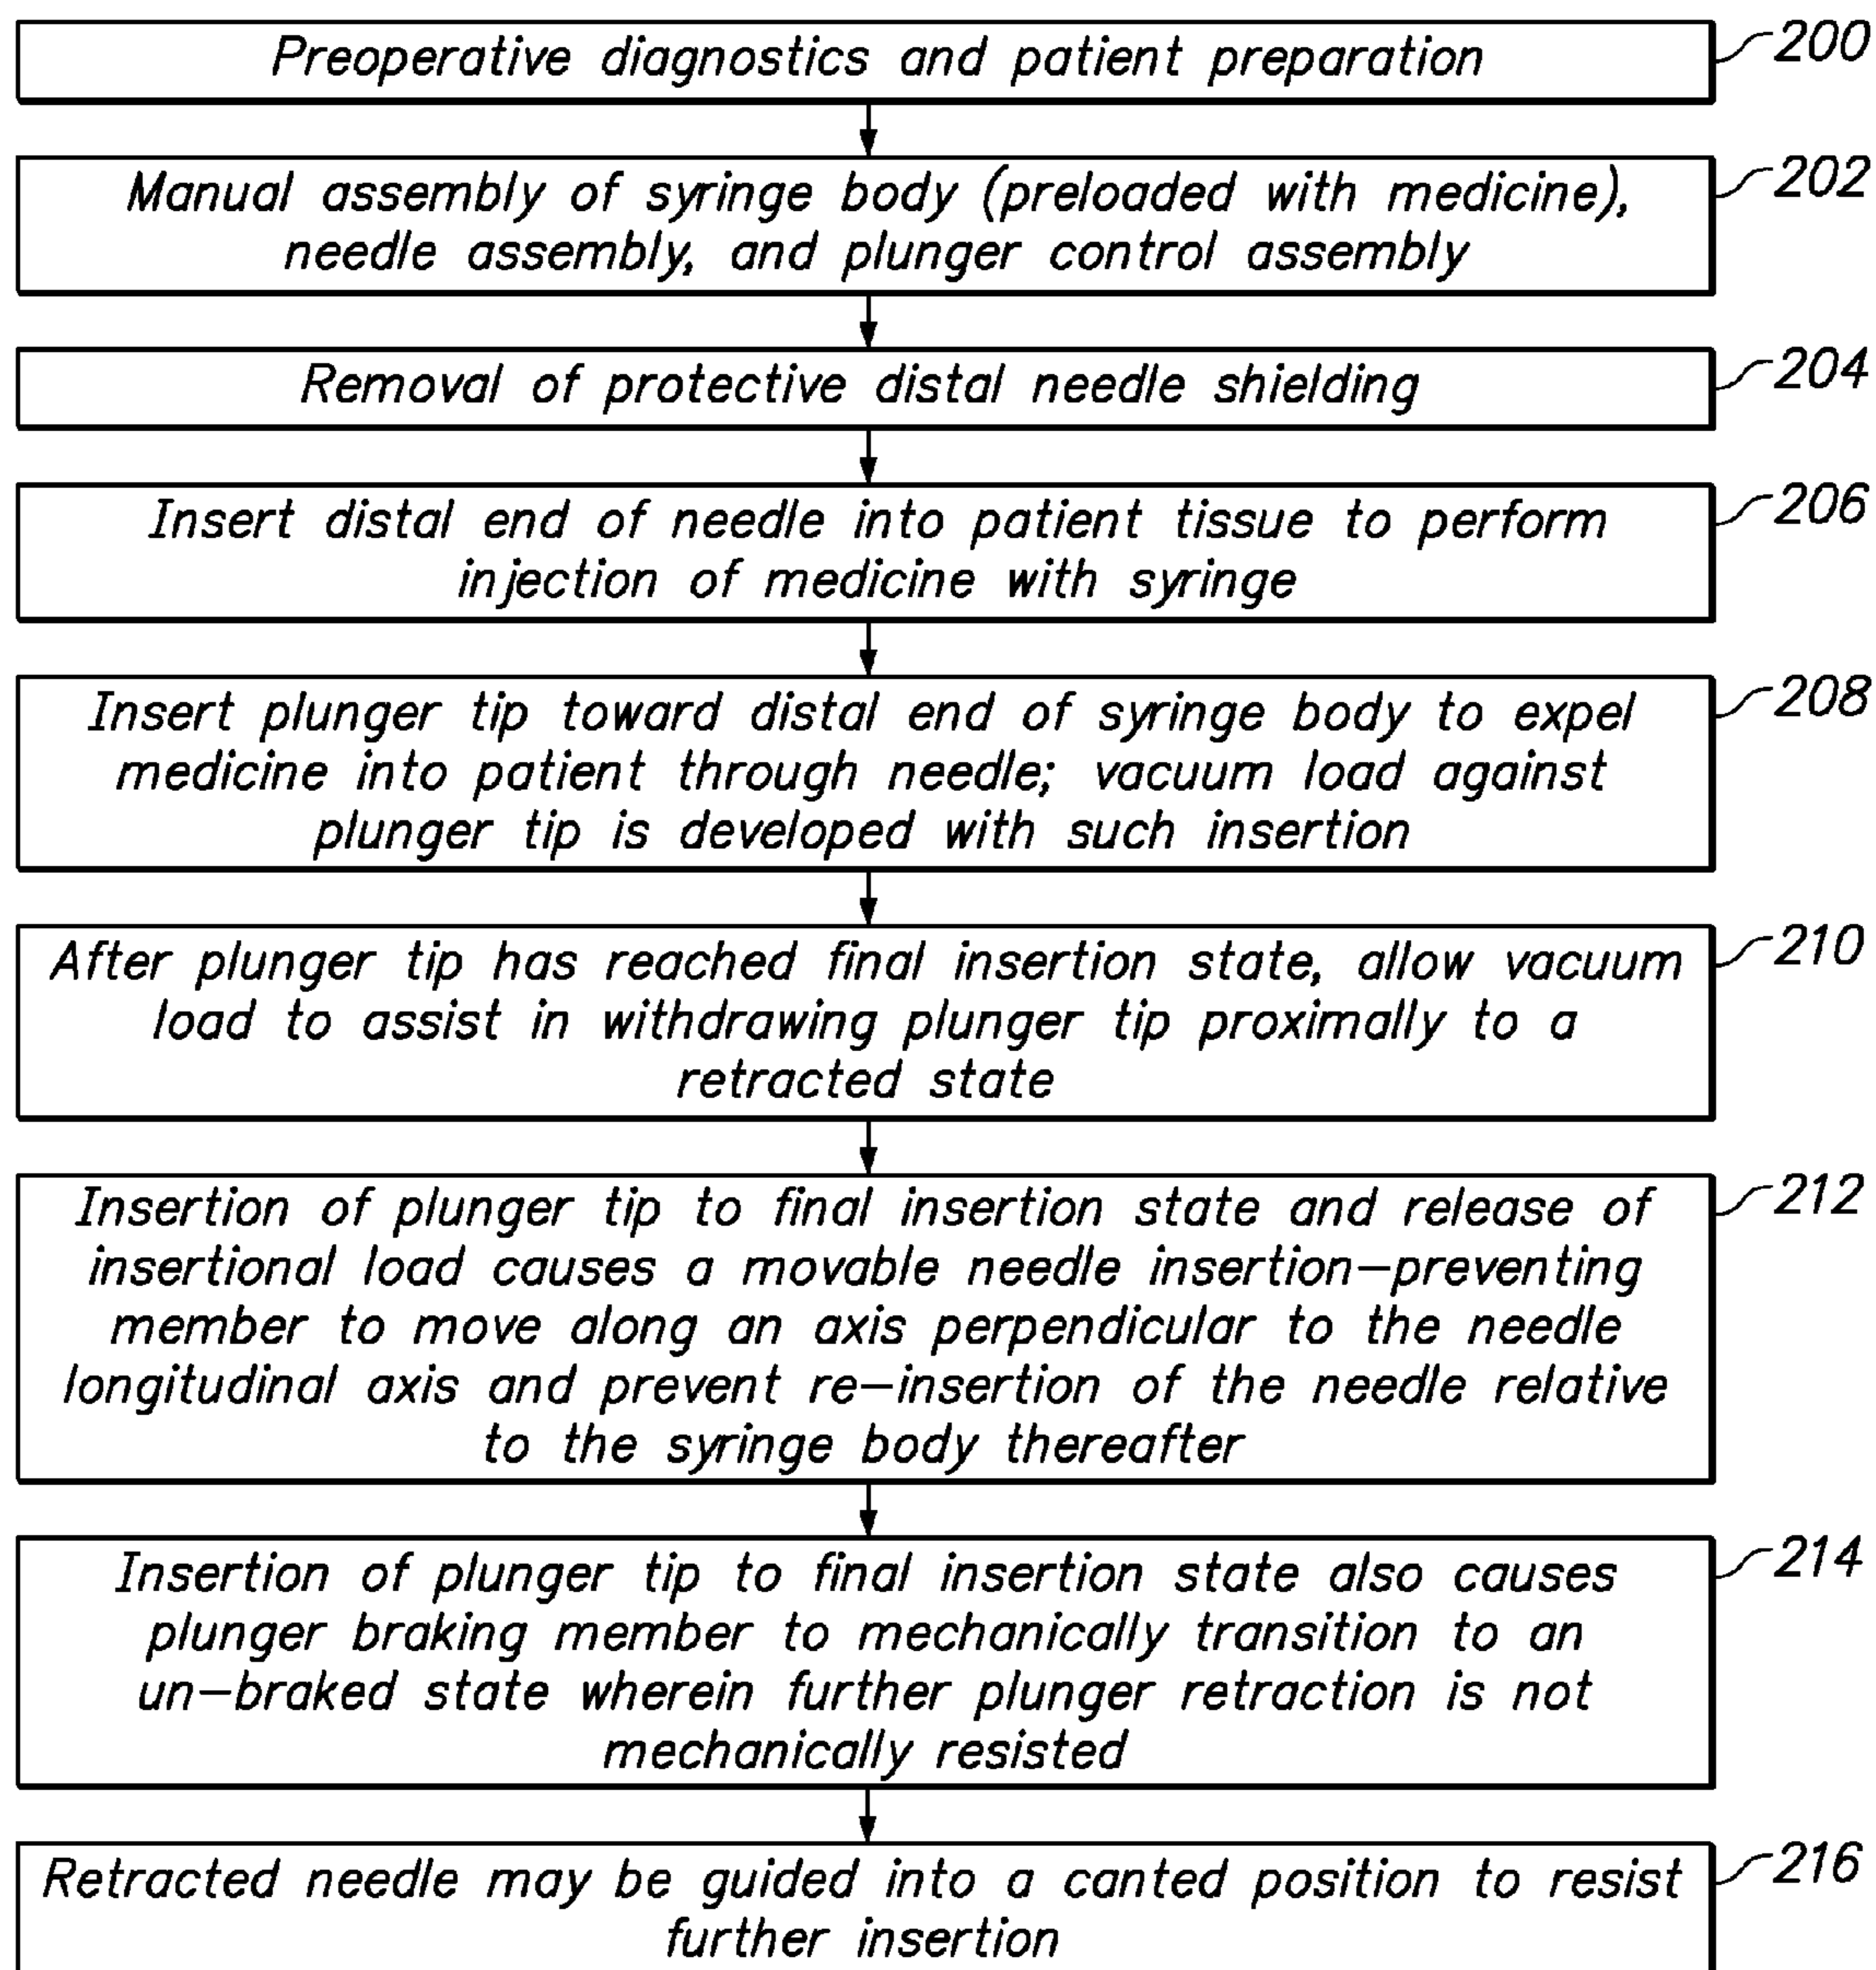 Preoperative diagnostics and patient preparation
200
Manual assembly of syringe body (preloaded with medicine),
needle assembly, and plunger control assembly
202
Removal of protective distal needle shielding
204
Insert distal end of needle into patient tissue to perform
injection of medicine with syringe
206
Insert plunger tip toward distal end of syringe body to expel
medicine into patient through needle; vacuum load against
plunger tip is developed with such insertion
208
After plunger tip has reached final insertion state, allow vacuum
load to assist in withdrawing plunger tip proximally to a
retracted state
210
Insertion of plunger tip to final insertion state and release of
insertional load causes a movable needle insertion-preventing
member to move along an axis perpendicular to the needle
longitudinal axis and prevent re-insertion of the needle relative
to the syringe body thereafter
212
Insertion of plunger tip to final insertion state also causes
plunger braking member to mechanically transition to an
un-braked state wherein further plunger retraction is not
mechanically resisted
214
Retracted needle may be guided into a canted position to resist
further insertion
216